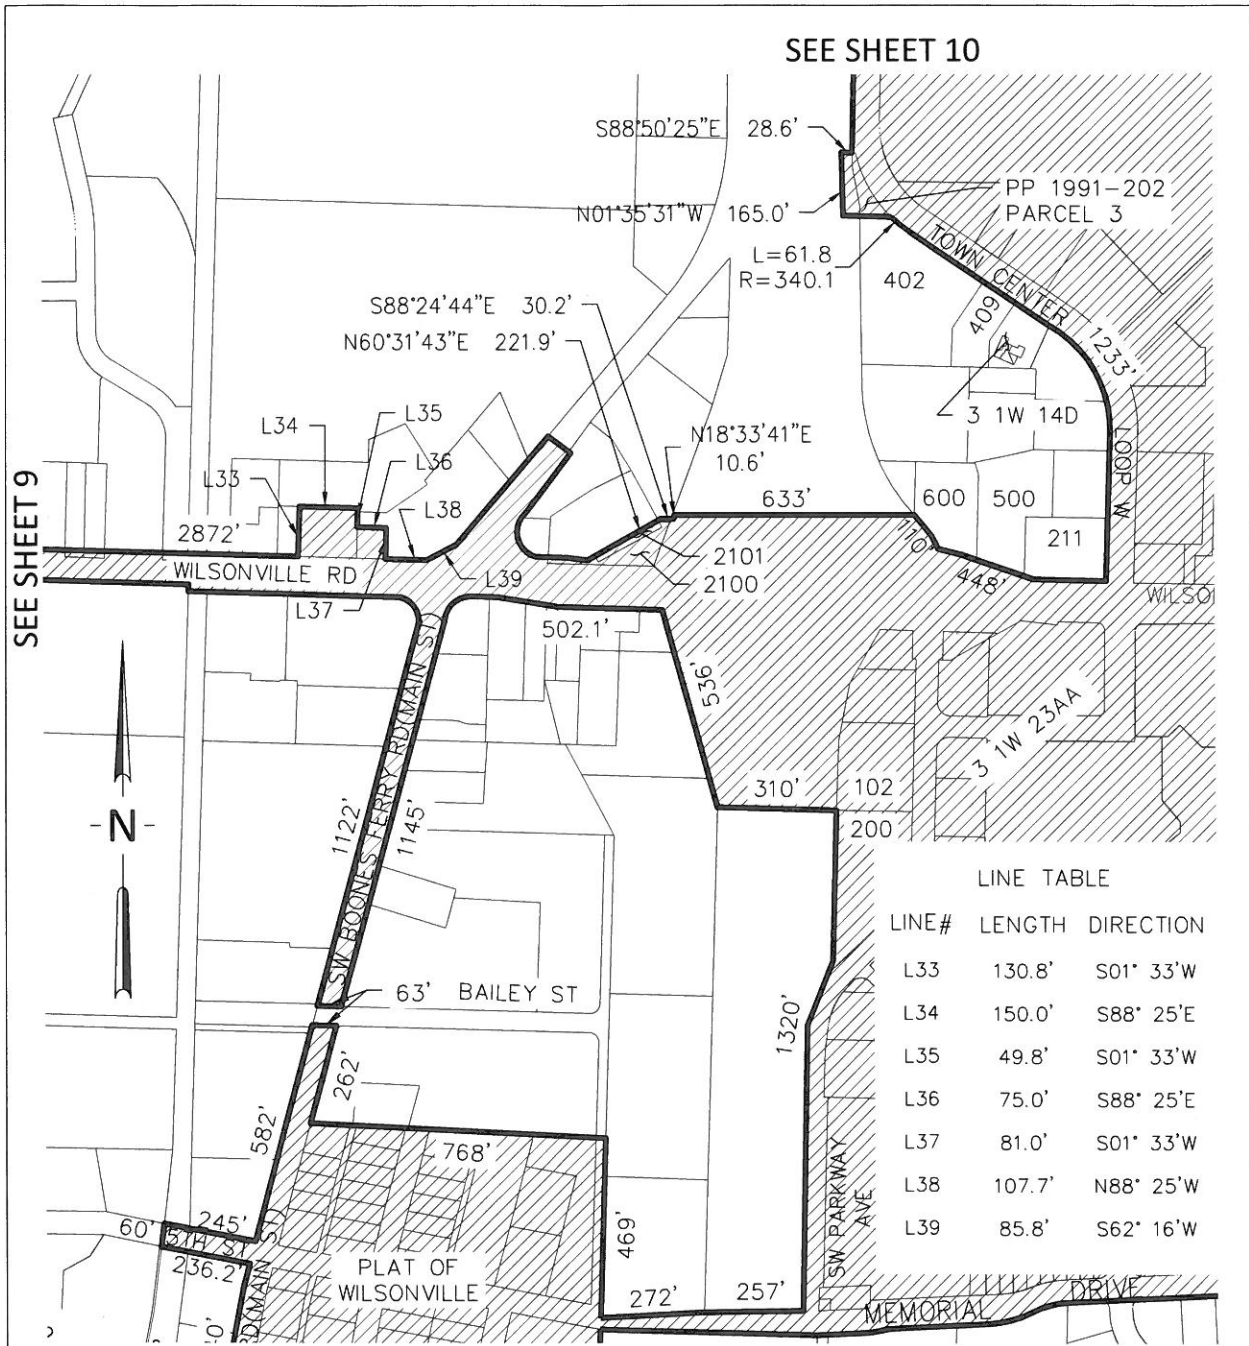 SEE SHEET 10
S88°50'25"E 28.6'
PP 1991-202
PARCEL 3
N01°35'31"W 165.0'
L=61.8
R=340.1
TOWN CENTER
LOOP W
1233'
402
409
S88°24'44"E 30.2'
N60°31'43"E 221.9'
3 1W 14D
N18°33'41"E
10.6'
L35
L34
L36
L33
L38
633'
600
500
211
110'
448'
2872'
WILSONVILLE RD
L39
L37
2101
2100
SEE SHEET 9
502.1'
536'
310'
102
200
3 1W 23AA
N
1122'
SW BOONES FERRY RD(MAIN ST)
1145'
63' BAILEY ST
262'
582'
768'
1320'
LINE TABLE
LINE# LENGTH DIRECTION
L33 130.8' S01° 33'W
L34 150.0' S88° 25'E
L35 49.8' S01° 33'W
L36 75.0' S88° 25'E
L37 81.0' S01° 33'W
L38 107.7' N88° 25'W
L39 85.8' S62° 16'W
SW PARKWAY
AVE
60'
245'
5TH S
236.2'
D(MAIN ST)
PLAT OF
WILSONVILLE
469'
272'
257'
MEMORIAL DRIVE
WILSO